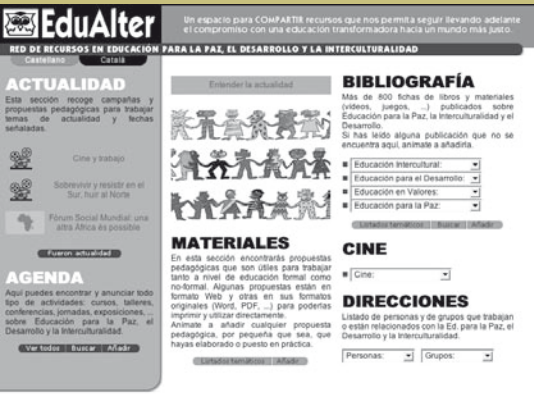 EduAlter
Un espacio para COMPARTIR recursos que nos permita seguir llevando adelante
el compromiso con una educación transformadora hacia un mundo más justo.
RED DE RECURSOS EN EDUCACIÓN PARA LA PAZ, EL DESARROLLO Y LA INTERCULTURALIDAD
Castellano Català
ACTUALIDAD
Esta sección recoge campañas y
propuestas pedagógicas para trabajar
temas de actualidad y fechas
señaladas.
Cine y trabajo
Sobrevivir y resistir en el
Sur, huir al Norte
Fòrum Social Mundial: una
altra Àfrica és possible
Fueron actualidad
AGENDA
Aquí puedes encontrar y anunciar todo
tipo de actividades: cursos, talleres,
conferencias, jornadas, exposiciones, ...
sobre Educación para la Paz, el
Desarrollo y la Interculturalidad.
Ver todos | Buscar | Añadir
Entender la actualidad
MATERIALES
En esta sección encontrarás propuestas
pedagógicas que son útiles para trabajar
tanto a nivel de educación formal como
no-formal. Algunas propuestas están en
formato Web y otras en sus formatos
originales (Word, PDF, ...) para poderlas
imprimir y utilizar directamente.
Anímate a añadir cualquier propuesta
pedagógica, por pequeña que sea, que
hayas elaborado o puesto en práctica.
Listados temáticos | Añadir
BIBLIOGRAFÍA
Más de 800 fichas de libros y materiales
(vídeos, juegos, ...) publicados sobre
Educación para la Paz, la Interculturalidad y el
Desarrollo.
Si has leído alguna publicación que no se
encuentra aquí, anímate a añadirla.
Educación Intercultural:
Educación para el Desarrollo:
Educación en Valores:
Educación para la Paz:
Listados temáticos | Buscar | Añadir
CINE
Cine:
DIRECCIONES
Listado de personas y de grupos que trabajan
o están relacionados con la Ed. para la Paz, el
Desarrollo y la Interculturalidad.
Personas: Grupos: